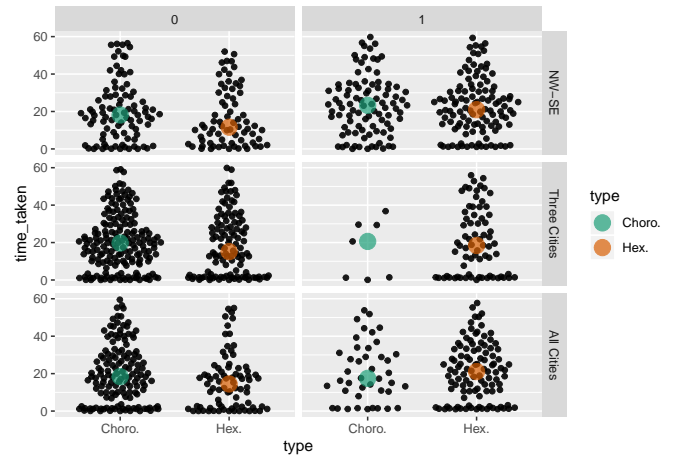 0
1
60
40
20
0
NW−SE
60
40
20
0
Three Cities
60
40
20
0
All Cities
time_taken
Choro.
Hex.
Choro.
Hex.
type
type
Choro.
Hex.